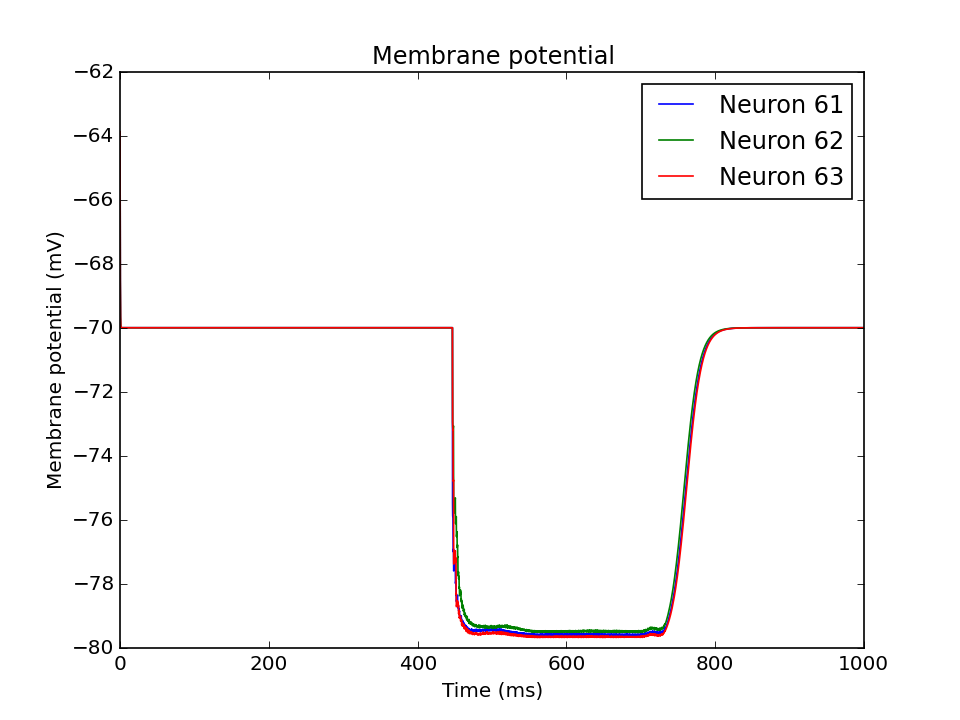 Membrane potential
−62
−64
−66
−68
−70
−72
−74
−76
−78
−80
Membrane potential (mV)
Neuron 61
Neuron 62
Neuron 63
0 200 400 600 800 1000
Time (ms)